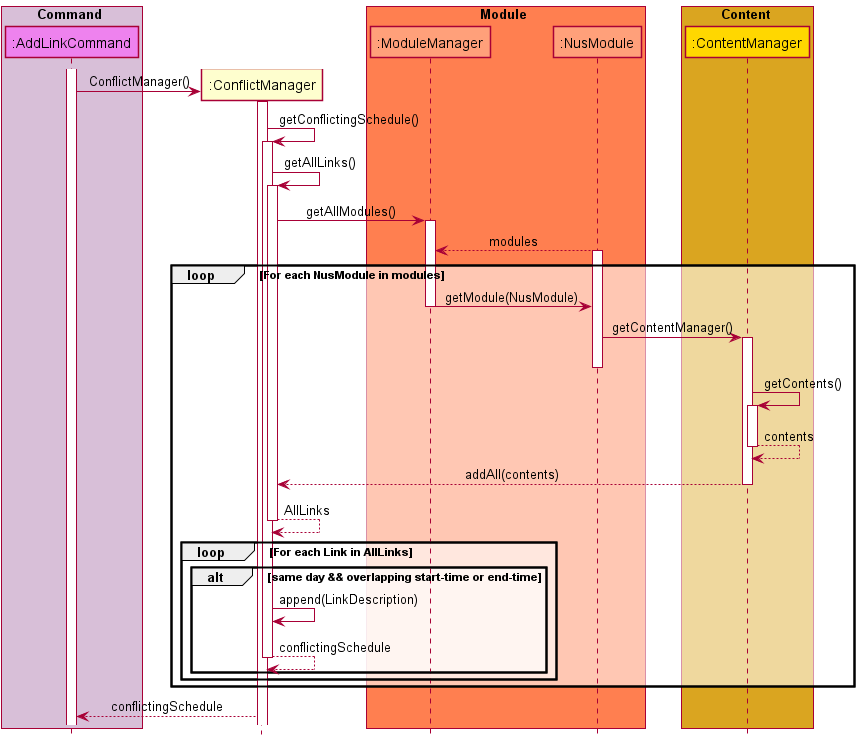 Command
Module
Content
:AddLinkCommand
:ModuleManager
:NusModule
:ContentManager
ConflictManager()
:ConflictManager
getConflictingSchedule()
getAllLinks()
getAllModules()
modules
loop
[For each NusModule in modules]
getModule(NusModule)
getContentManager()
getContents()
contents
addAll(contents)
AllLinks
loop
[For each Link in AllLinks]
alt
[same day && overlapping start-time or end-time]
append(LinkDescription)
conflictingSchedule
conflictingSchedule